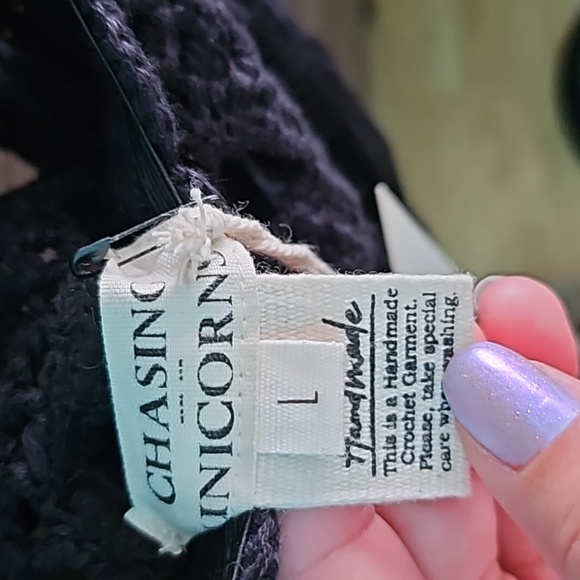 CHASING
UNICORNS
L
Handmade
This is a Handmade
Crochet Garment.
Please, take special
care when washing.